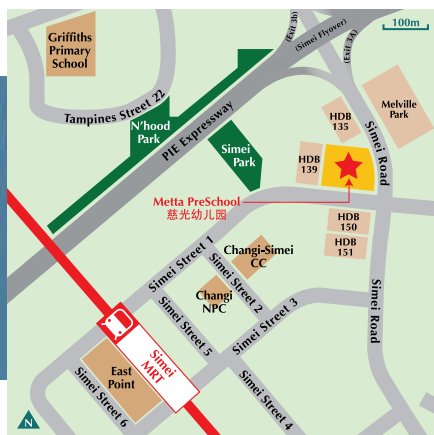 Griffiths
Primary
School
(Exit 3b)
(Simei Flyover)
(Exit 3A)
100m
Tampines Street 22
N'hood
Park
PIE Expressway
Simei
Park
HDB
135
Melville
Park
Simei Road
HDB
139
Metta PreSchool
慈光幼儿园
HDB
150
HDB
151
Simei Street 1
Changi-Simei
CC
Simei Street 2
Changi
NPC
Simei Street 3
Simei Road
Simei Street 5
Simei
MRT
East
Point
Simei Street 6
Simei Street 4
N